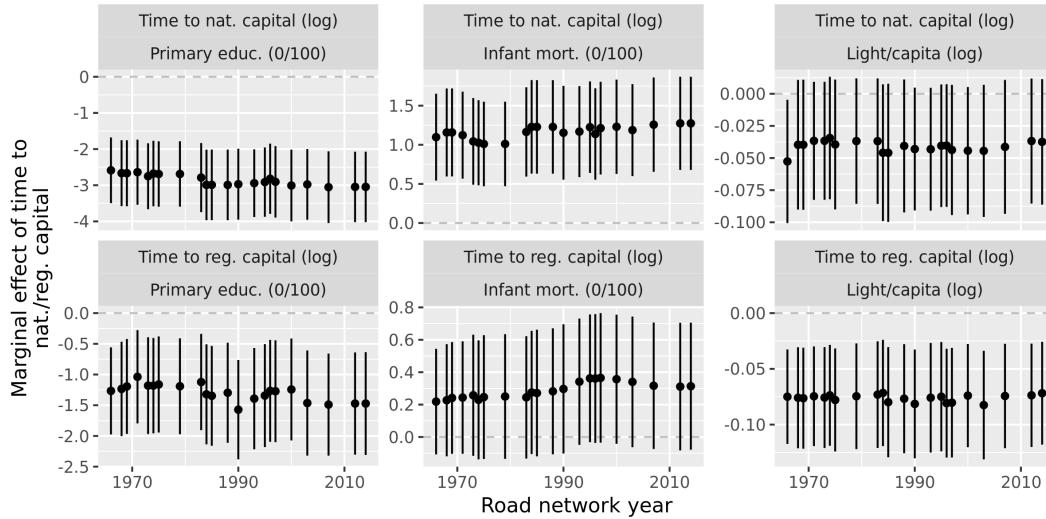 Time to nat. capital (log)
Primary educ. (0/100)
Time to nat. capital (log)
Infant mort. (0/100)
Time to nat. capital (log)
Light/capita (log)
0
-1
-2
-3
-4
1.5
1.0
0.5
0.0
0.000
-0.025
-0.050
-0.075
-0.100
Marginal effect of time to
nat./reg. capital
Time to reg. capital (log)
Primary educ. (0/100)
Time to reg. capital (log)
Infant mort. (0/100)
Time to reg. capital (log)
Light/capita (log)
0.0
-0.5
-1.0
-1.5
-2.0
-2.5
0.8
0.6
0.4
0.2
0.0
0.00
-0.05
-0.10
1970 1990 2010
1970 1990 2010
1970 1990 2010
Road network year